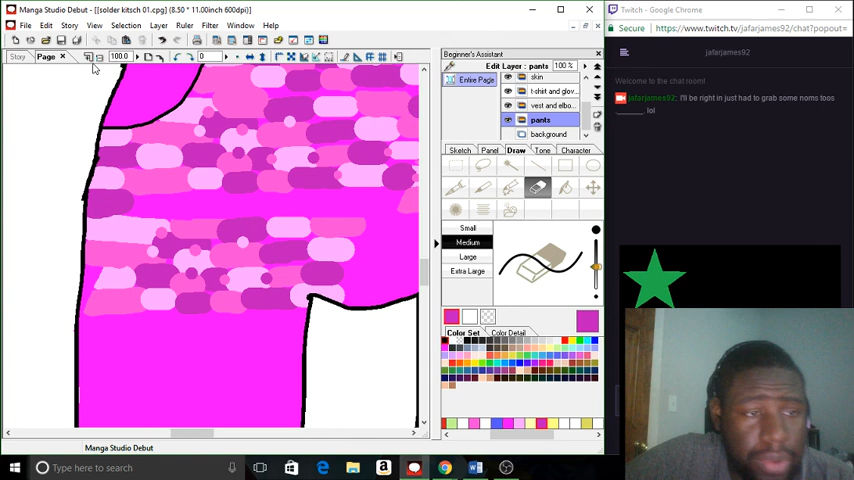 Manga Studio Debut - [[solder kitsch 01.cpg] (8.50 * 11.00inch 600dpi)]
Twitch - Google Chrome
File Edit View Selection Layer Ruler Filter Window Help
Secure https://www.twitch.tv/jafarjames92/chat?popout=
0
Story Page 100.0
Beginner's Assistant
jafarjames92
Edit Layer : pants 100 %
Entire Page
skin
t-shirt and glov
vest and elbo
pants
background
Welcome to the chat room!
jafarjames92: I'll be right in just had to grab some noms toos
lol
Sketch Panel Draw Tone Character
Small
Medium
Large
Extra Large
Color Set Color Detail
Manga Studio Debut
Type here to search